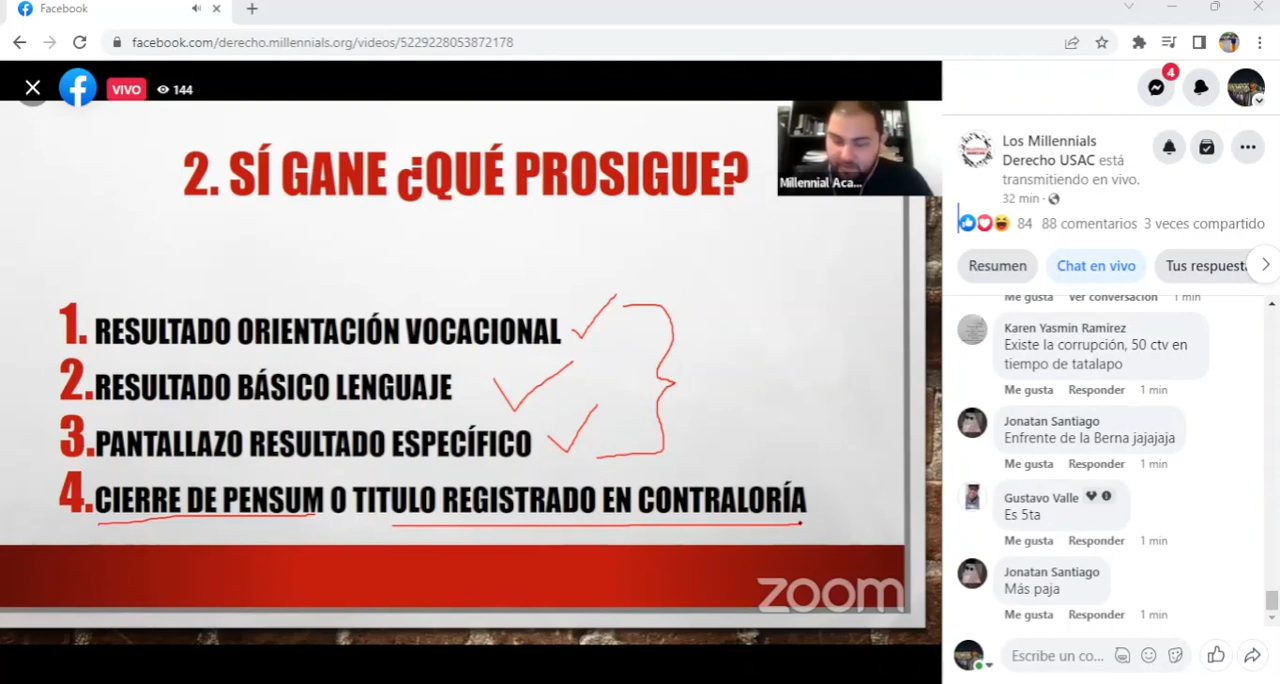 Facebook
facebook.com/derecho.millennials.org/videos/5229228053872178
VIVO 144
2. SÍ GANE ¿QUÉ PROSIGUE?
Millennial Aca...
1. RESULTADO ORIENTACIÓN VOCACIONAL
2. RESULTADO BÁSICO LENGUAJE
3. PANTALLAZO RESULTADO ESPECÍFICO
4. CIERRE DE PENSUM O TITULO REGISTRADO EN CONTRALORÍA
zoom
4
Los Millennials
Derecho USAC está
transmitiendo en vivo.
32 min ·
84 88 comentarios 3 veces compartido
Resumen Chat en vivo Tus respuest
Me gusta Ver conversación 1 min
Karen Yasmin Ramirez
Existe la corrupción, 50 ctv en
tiempo de tatalapo
Me gusta Responder 1 min
Jonatan Santiago
Enfrente de la Berna jajajaja
Me gusta Responder 1 min
Gustavo Valle
Es 5ta
Me gusta Responder 1 min
Jonatan Santiago
Más paja
Me gusta Responder 1 min
Escribe un co...